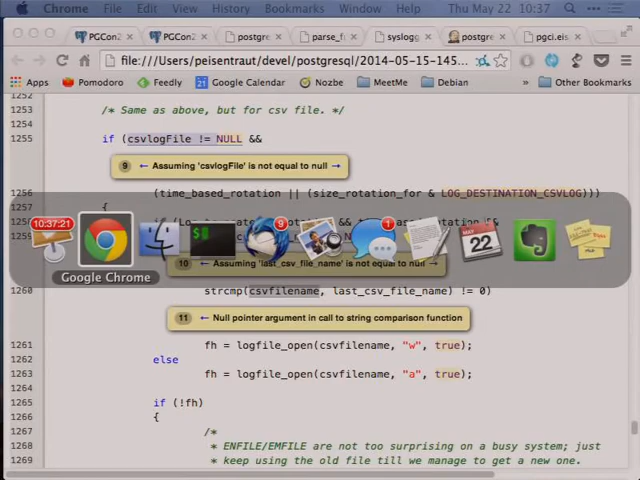 Chrome File Edit View History Bookmarks Window Thu May 22 10:37
PGCon2 PGCon2 postgre parse_f syslogg postgre pgci.eis
file:///Users/peisentraut/devel/postgresql/2014-05-15-145...
Apps Pomodoro Feedly Google Calendar Nozbe MeetMe Debian » Other Bookmarks
1252
1253 /* Same as above, but for csv file. */
1254
1255 if (csvlogFile != NULL &&
9 ← Assuming 'csvlogFile' is not equal to null →
1256 (time_based_rotation || (size_rotation_for & LOG_DESTINATION_CSVLOG)))
1257 {
10:37:21 9 1 MAY 22
Google Chrome
10 ← Assuming 'last_csv_file_name' is not equal to null →
1260 strcmp(csvfilename, last_csv_file_name) != 0)
11 ← Null pointer argument in call to string comparison function
1261 fh = logfile_open(csvfilename, "w", true);
1262 else
1263 fh = logfile_open(csvfilename, "a", true);
1264
1265 if (!fh)
1266 {
1267 /*
1268 * ENFILE/EMFILE are not too surprising on a busy system; just
1269 * keep using the old file till we manage to get a new one.